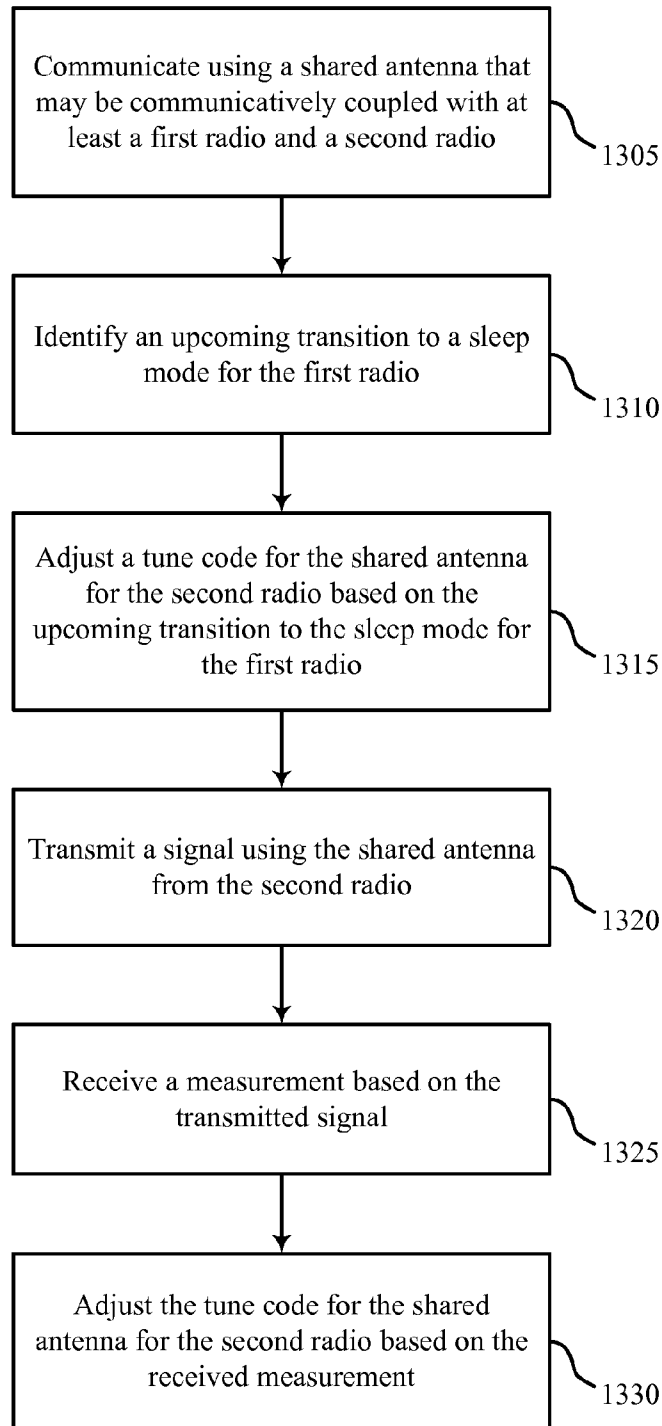 Communicate using a shared antenna that
may be communicatively coupled with at
least a first radio and a second radio
1305
Identify an upcoming transition to a sleep
mode for the first radio
1310
Adjust a tune code for the shared antenna
for the second radio based on the
upcoming transition to the sleep mode for
the first radio
1315
Transmit a signal using the shared antenna
from the second radio
1320
Receive a measurement based on the
transmitted signal
1325
Adjust the tune code for the shared
antenna for the second radio based on the
received measurement
1330